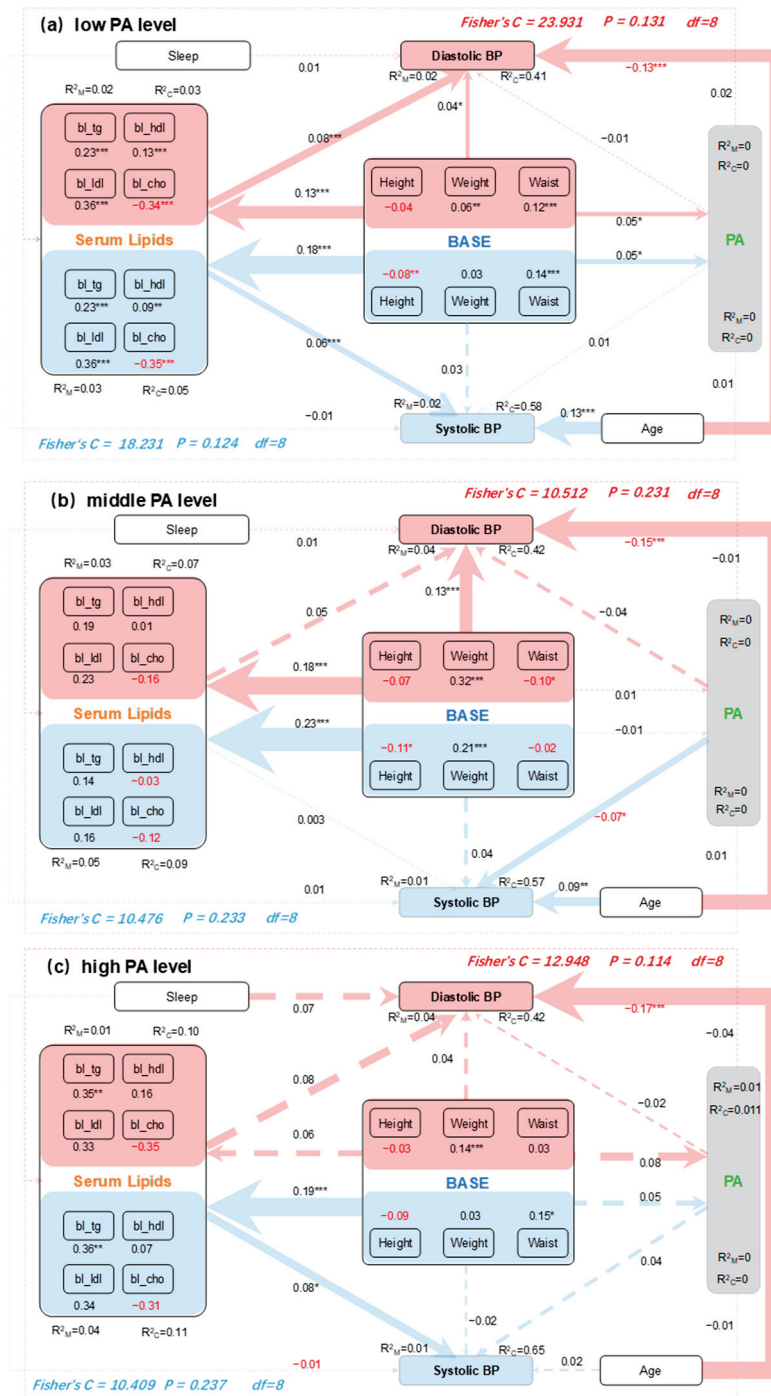 (a) low PA level
Fisher's C = 23.931 P = 0.131 df=8
Sleep
0.01
Diastolic BP
R²M=0.02 R²C=0.03
R²M=0.02 R²C=0.41
−0.13***
0.02
0.04*
bl_tg bl_hdl
0.23*** 0.13***
0.08***
−0.01
R²M=0
R²C=0
bl_ldl bl_cho
0.36*** −0.34***
0.13***
Height Weight Waist
−0.04 0.06** 0.12***
0.05*
Serum Lipids
BASE
PA
0.18***
0.05*
bl_tg bl_hdl
0.23*** 0.09**
−0.08** 0.03 0.14***
Height Weight Waist
bl_ldl bl_cho
0.36*** −0.35***
0.06***
0.03
0.01
R²M=0
R²C=0
R²M=0.03 R²C=0.05
R²M=0.02 R²C=0.58
0.01
−0.01
Systolic BP
0.13***
Age
Fisher's C = 18.231 P = 0.124 df=8
(b) middle PA level
Fisher's C = 10.512 P = 0.231 df=8
Sleep
0.01
Diastolic BP
R²M=0.03 R²C=0.07
R²M=0.04 R²C=0.42
−0.15***
−0.01
0.13***
bl_tg bl_hdl
0.19 0.01
0.05
−0.04
R²M=0
R²C=0
bl_ldl bl_cho
0.23 −0.16
0.18***
Height Weight Waist
−0.07 0.32*** −0.10*
0.01
Serum Lipids
BASE
PA
0.23***
−0.01
bl_tg bl_hdl
0.14 −0.03
−0.11* 0.21*** −0.02
Height Weight Waist
bl_ldl bl_cho
0.16 −0.12
0.003
0.04
−0.07*
R²M=0
R²C=0
R²M=0.05 R²C=0.09
R²M=0.01 R²C=0.57
0.01
0.01
Systolic BP
0.09**
Age
Fisher's C = 10.476 P = 0.233 df=8
(c) high PA level
Fisher's C = 12.948 P = 0.114 df=8
Sleep
0.07
Diastolic BP
R²M=0.01 R²C=0.10
R²M=0.04 R²C=0.42
−0.17***
−0.04
0.04
bl_tg bl_hdl
0.35** 0.16
0.08
−0.02
R²M=0.01
R²C=0.011
bl_ldl bl_cho
0.33 −0.35
0.06
Height Weight Waist
−0.03 0.14*** 0.03
0.08
Serum Lipids
BASE
PA
0.19***
0.05
bl_tg bl_hdl
0.36** 0.07
−0.09 0.03 0.15*
Height Weight Waist
bl_ldl bl_cho
0.34 −0.31
0.08*
−0.02
0.04
R²M=0
R²C=0
R²M=0.04 R²C=0.11
R²M=0.01 R²C=0.65
−0.01
−0.01
Systolic BP
0.02
Age
Fisher's C = 10.409 P = 0.237 df=8